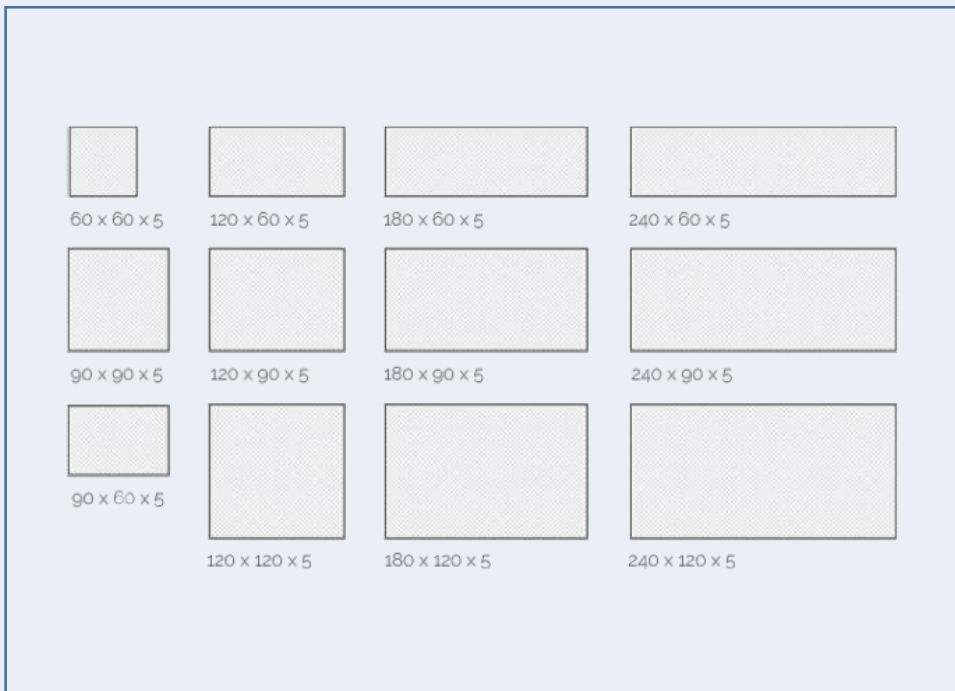 60 x 60 x 5
120 x 60 x 5
180 x 60 x 5
240 x 60 x 5
90 x 90 x 5
120 x 90 x 5
180 x 90 x 5
240 x 90 x 5
90 x 60 x 5
120 x 120 x 5
180 x 120 x 5
240 x 120 x 5